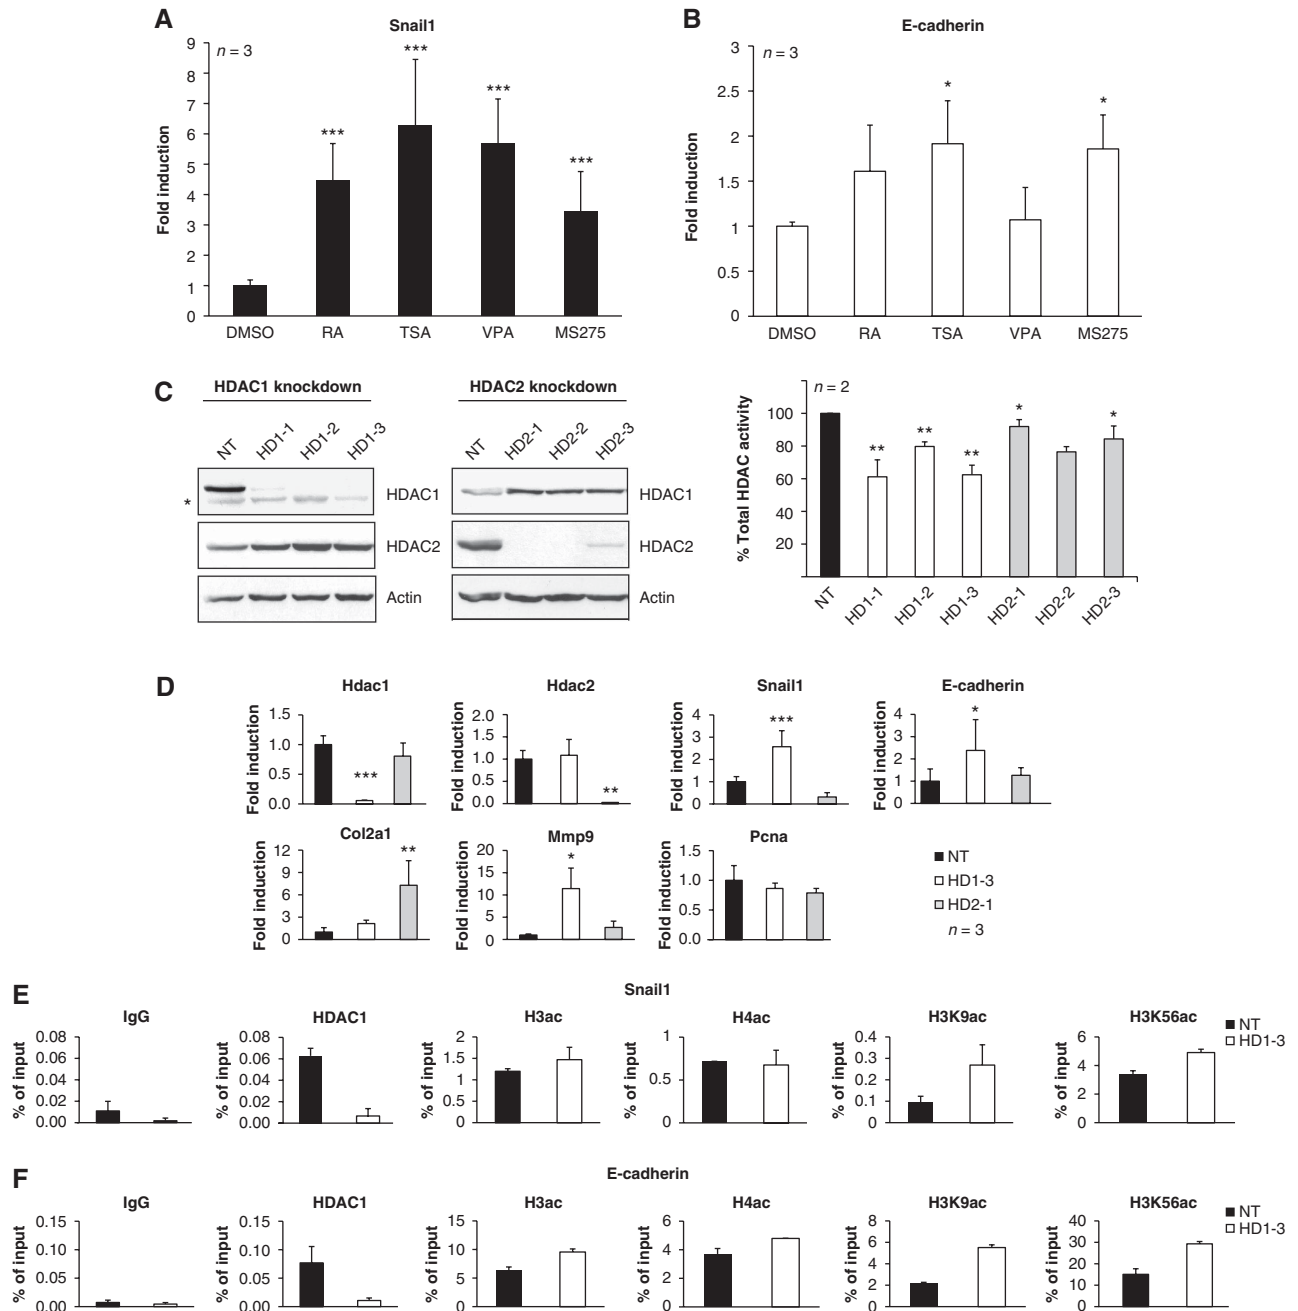 A
Snail1
n = 3
Fold induction
9
8
7
6
5
4
3
2
1
0
***
***
***
***
DMSO RA TSA VPA MS275
B
E-cadherin
n = 3
Fold induction
3
2.5
2
1.5
1
0.5
0
*
*
DMSO RA TSA VPA MS275
C
HDAC1 knockdown
NT HD1-1 HD1-2 HD1-3
*
HDAC1
HDAC2
Actin
HDAC2 knockdown
NT HD2-1 HD2-2 HD2-3
HDAC1
HDAC2
Actin
n = 2
% Total HDAC activity
100
80
60
40
20
** ** ** * *
NT HD1-1 HD1-2 HD1-3 HD2-1 HD2-2 HD2-3
D
Hdac1
Fold induction
1.5
1.0
0.5
0.0
***
Hdac2
Fold induction
2.0
1.5
1.0
0.5
0.0
**
Snail1
Fold induction
4
3
2
1
0
***
E-cadherin
Fold induction
4
3
2
1
0
*
Col2a1
Fold induction
12
9
6
3
0
**
Mmp9
Fold induction
20
15
10
5
0
*
Pcna
Fold induction
1.5
1.0
0.5
0.0
NT
HD1-3
HD2-1
n = 3
E
Snail1
IgG
% of input
0.08
0.06
0.04
0.02
0.00
HDAC1
% of input
0.08
0.06
0.04
0.02
0.00
H3ac
% of input
2
1.5
1
0.5
0
H4ac
% of input
1
0.5
0
H3K9ac
% of input
0.4
0.3
0.2
0.1
0
H3K56ac
% of input
6
4
2
0
NT
HD1-3
F
E-cadherin
IgG
% of input
0.15
0.10
0.05
0.00
HDAC1
% of input
0.15
0.10
0.05
0.00
H3ac
% of input
15
10
5
0
H4ac
% of input
6
4
2
0
H3K9ac
% of input
8
6
4
2
0
H3K56ac
% of input
40
30
20
10
0
NT
HD1-3